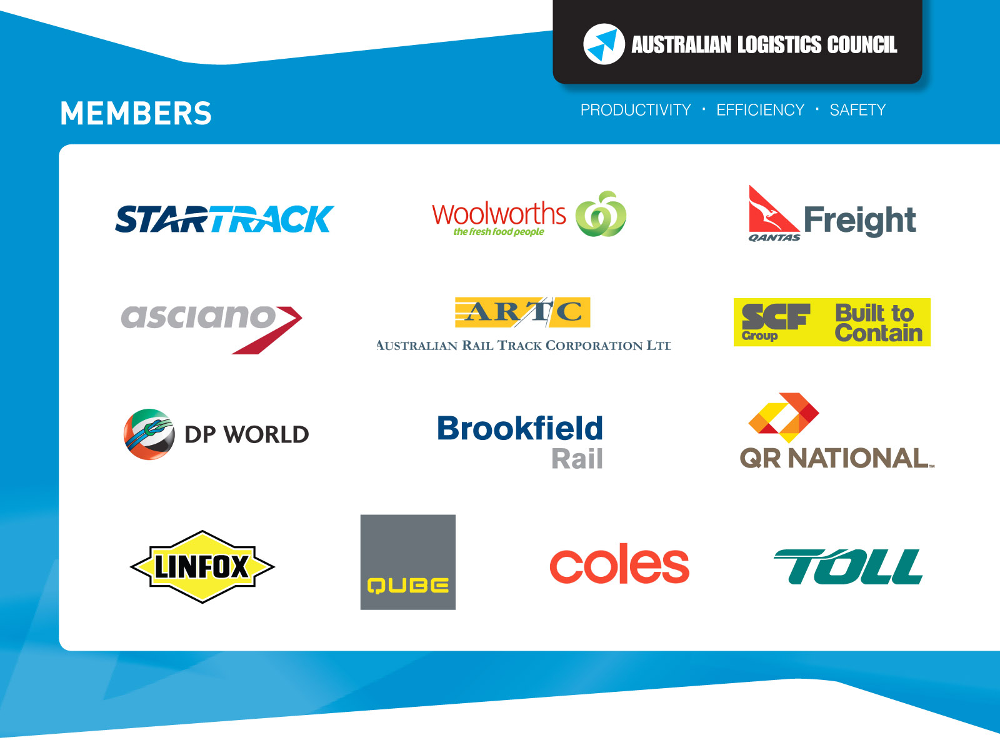 AUSTRALIAN LOGISTICS COUNCIL
MEMBERS
PRODUCTIVITY · EFFICIENCY · SAFETY
STARTRACK
Woolworths
the fresh food people
QANTAS
Freight
asciano
ARTC
AUSTRALIAN RAIL TRACK CORPORATION LTD
SCF
Group
Built to
Contain
DP WORLD
Brookfield
Rail
QR NATIONAL™
LINFOX
QUBE
coles
TOLL